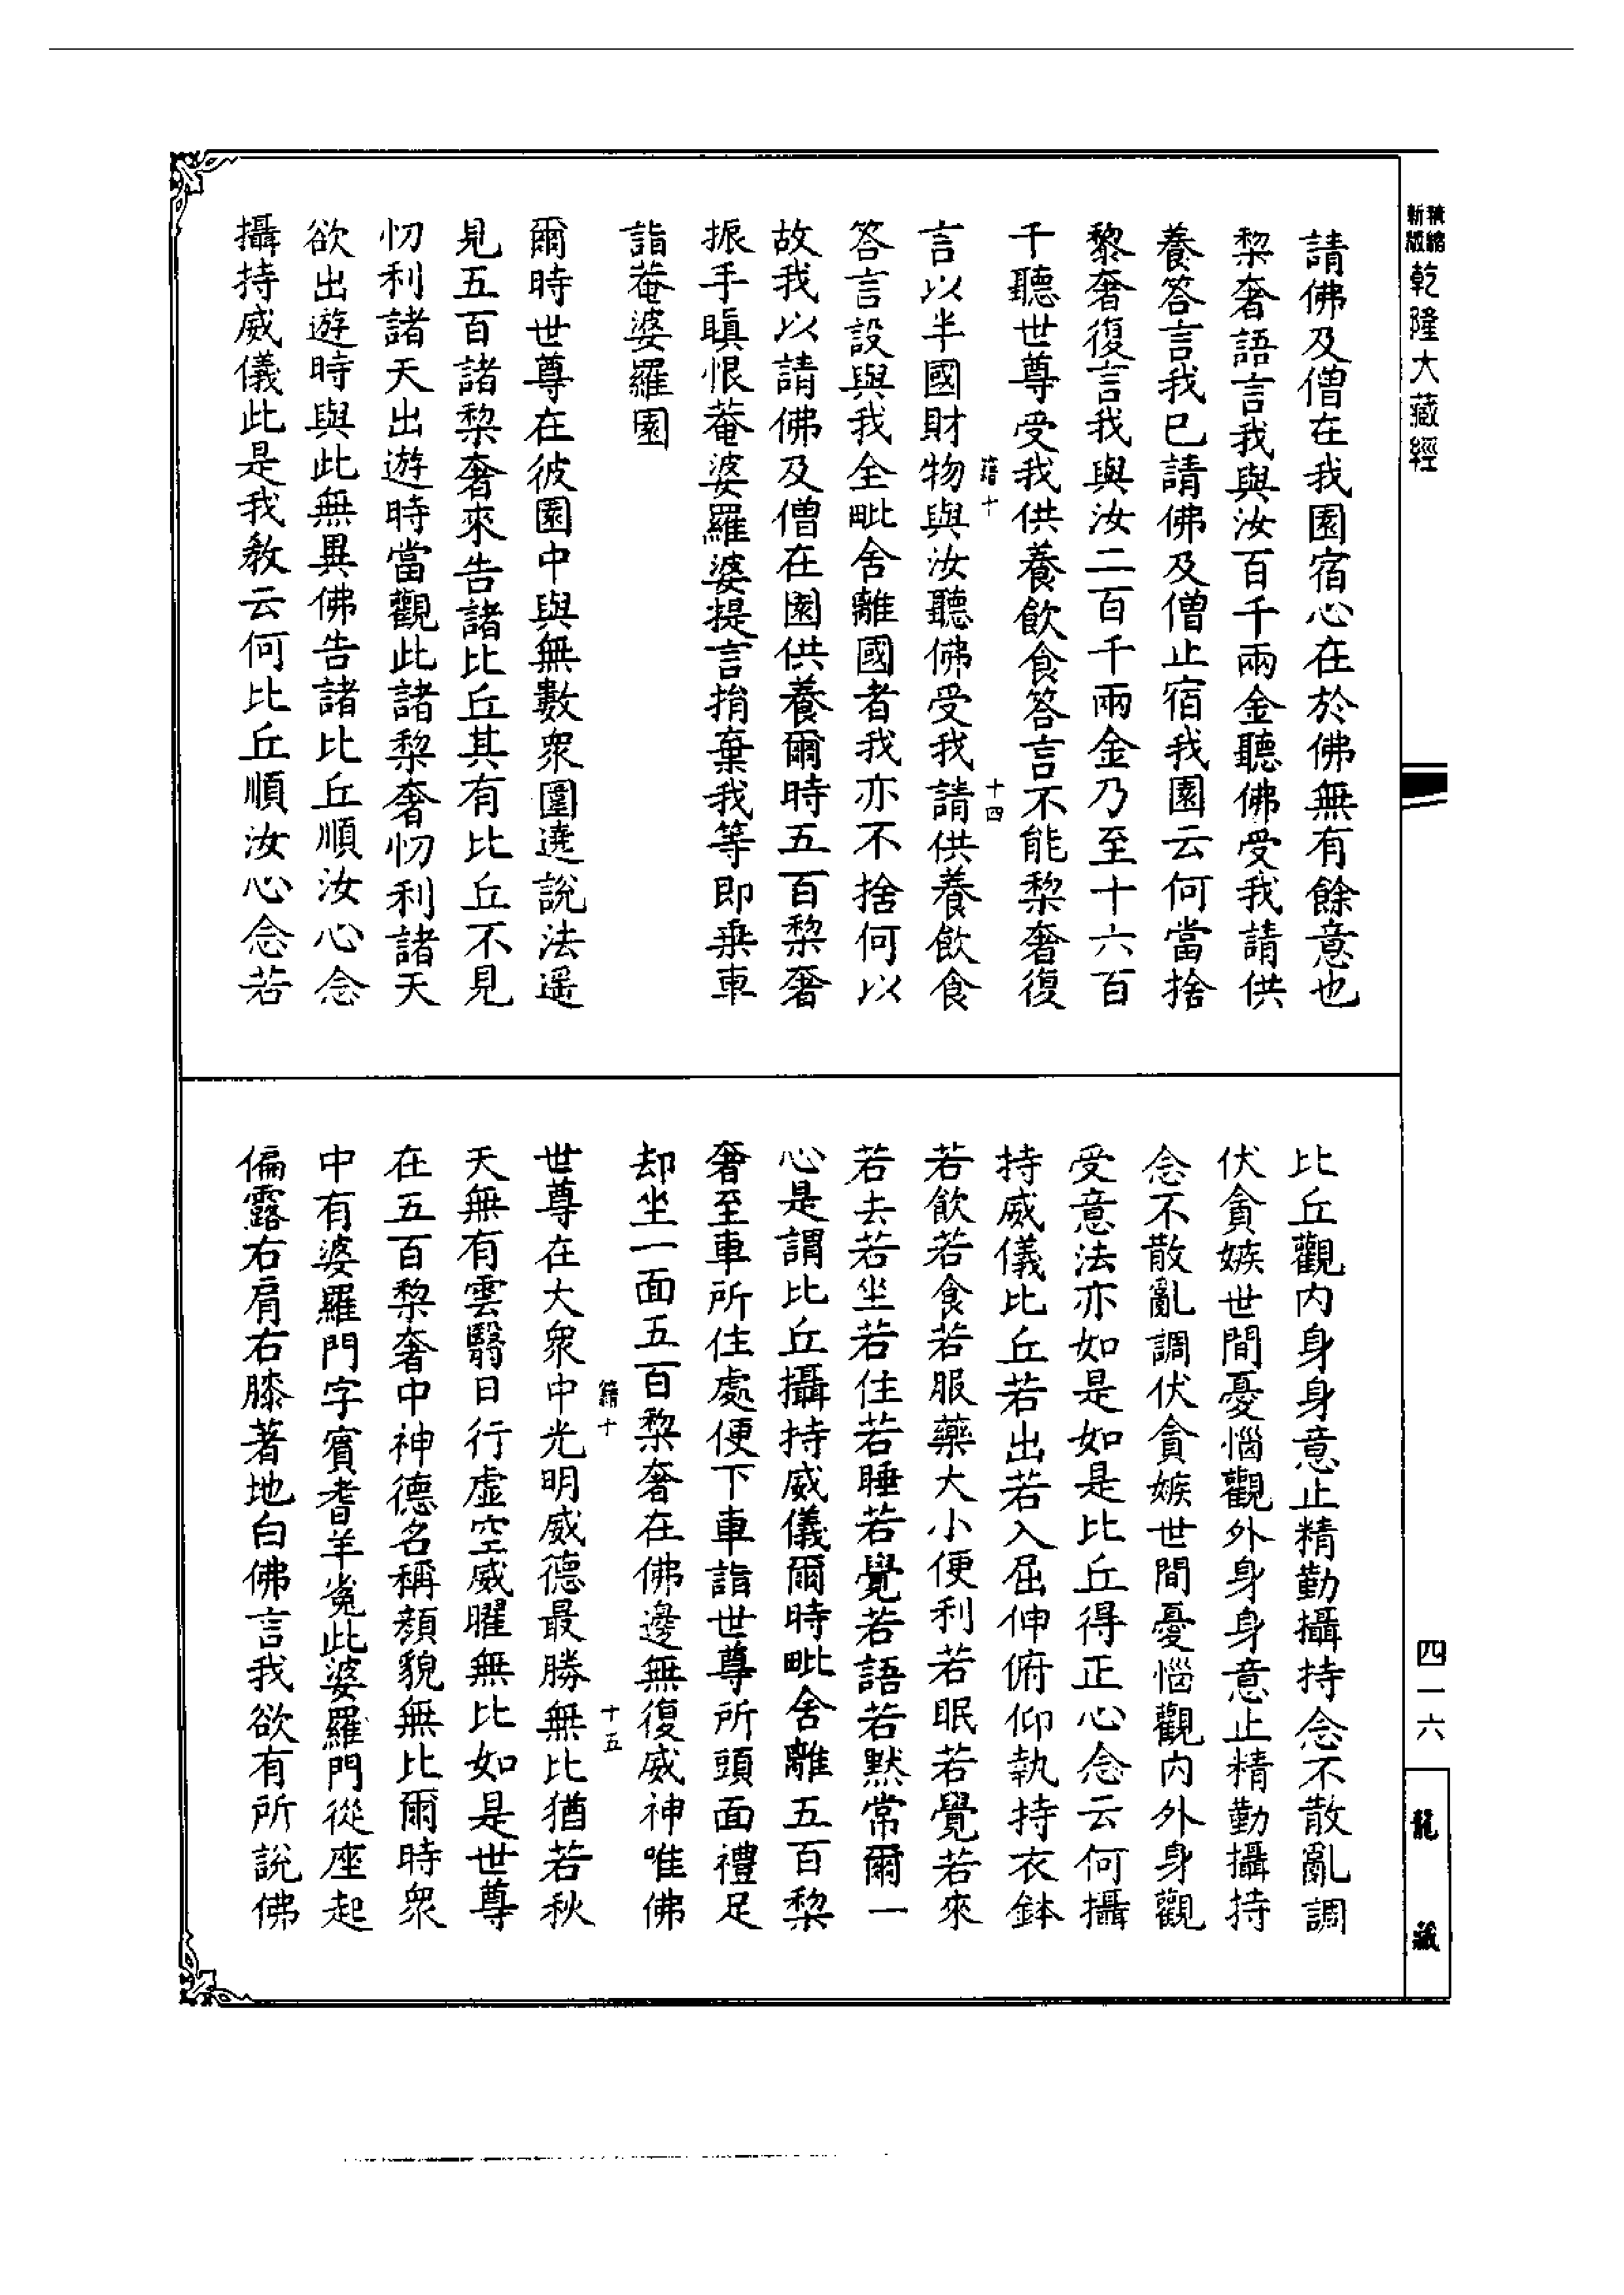 精縮新版乾隆大藏經
請佛及僧在我園宿心在於佛無有餘意也
棃奢語言我與汝百千兩金聽佛受我請供
養答言我已請佛及僧止宿我園云何當捨
黎奢復言我與汝二百千兩金乃至十六百
千聽世尊受我供養飲食答言不能棃奢復
籍十 十四
言以半國財物與汝聽佛受我請供養飲食
答言設與我全毗舍離國者我亦不捨何以
故我以請佛及僧在園供養爾時五百棃奢
振手瞋恨菴婆羅婆提言捐棄我等即乗車
詣菴婆羅園
爾時世尊在彼園中與無數衆圍遶說法遥
見五百諸棃奢來告諸比丘其有比丘不見
忉利諸天出遊時當觀此諸棃奢忉利諸天
欲出遊時與此無異佛告諸比丘順汝心念
攝持威儀此是我教云何比丘順汝心念若
比丘觀内身身意止精勤攝持念不散亂調
伏貪嫉世間憂惱觀外身身意止精勤攝持
念不散亂調伏貪嫉世間憂惱觀内外身觀
受意法亦如是如是比丘得正心念云何攝
持威儀比丘若出若入屈伸俯仰執持衣鉢
若飲若食若服藥大小便利若眠若覺若來
若去若坐若住若睡若覺若語若默常爾一
心是謂比丘攝持威儀爾時毗舍離五百棃
奢至車所住處便下車詣世尊所頭面禮足
却坐一面五百棃奢在佛邊無復威神唯佛
籍十 十五
世尊在大衆中光明威德最勝無比猶若秋
天無有雲翳日行虛空威曜無比如是世尊
在五百棃奢中神德名稱顔貌無比爾時衆
中有婆羅門字賓耆羊㝹此婆羅門從座起
偏露右肩右膝著地白佛言我欲有所說佛
四一六
龍藏